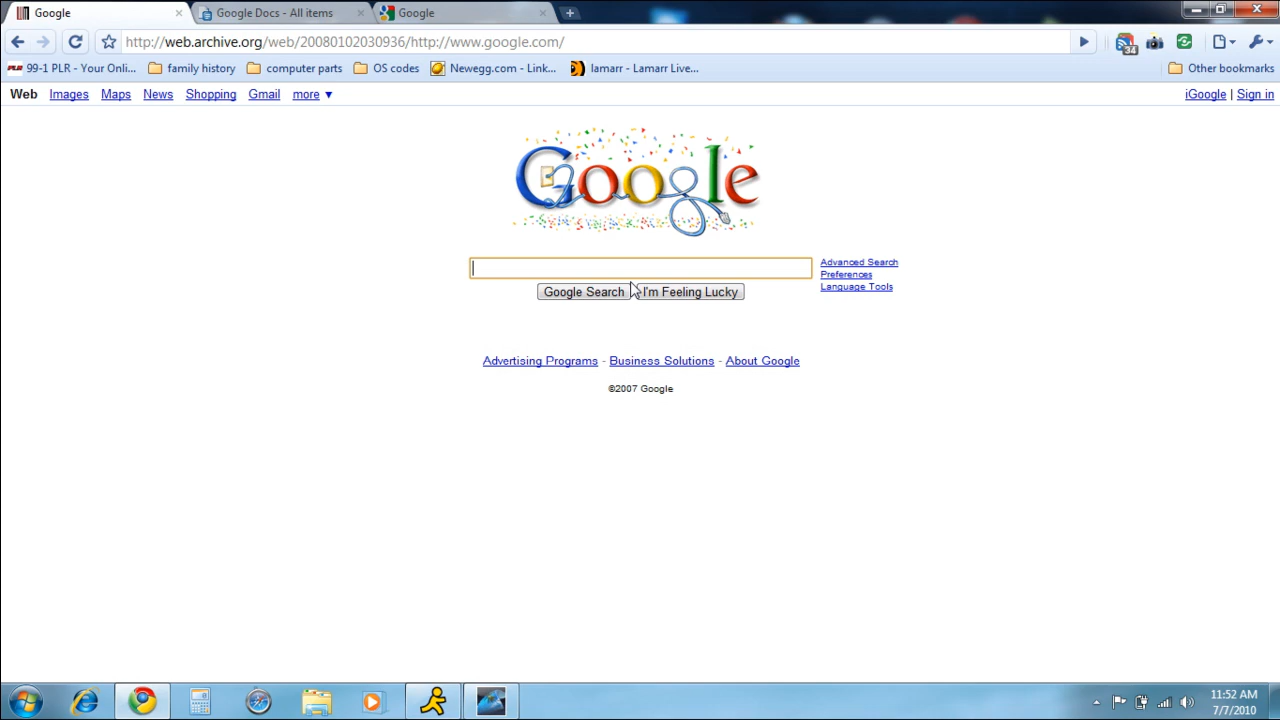 Google
Google Docs - All items
Google
http://web.archive.org/web/20080102030936/http://www.google.com/
34
PLR 99-1 PLR - Your Onli...
family history
computer parts
OS codes
Newegg.com - Link...
lamarr - Lamarr Live...
Other bookmarks
Web Images Maps News Shopping Gmail more ▼
iGoogle | Sign in
Google
Advanced Search
Preferences
Language Tools
Google Search
I'm Feeling Lucky
Advertising Programs - Business Solutions - About Google
©2007 Google
11:52 AM
7/7/2010